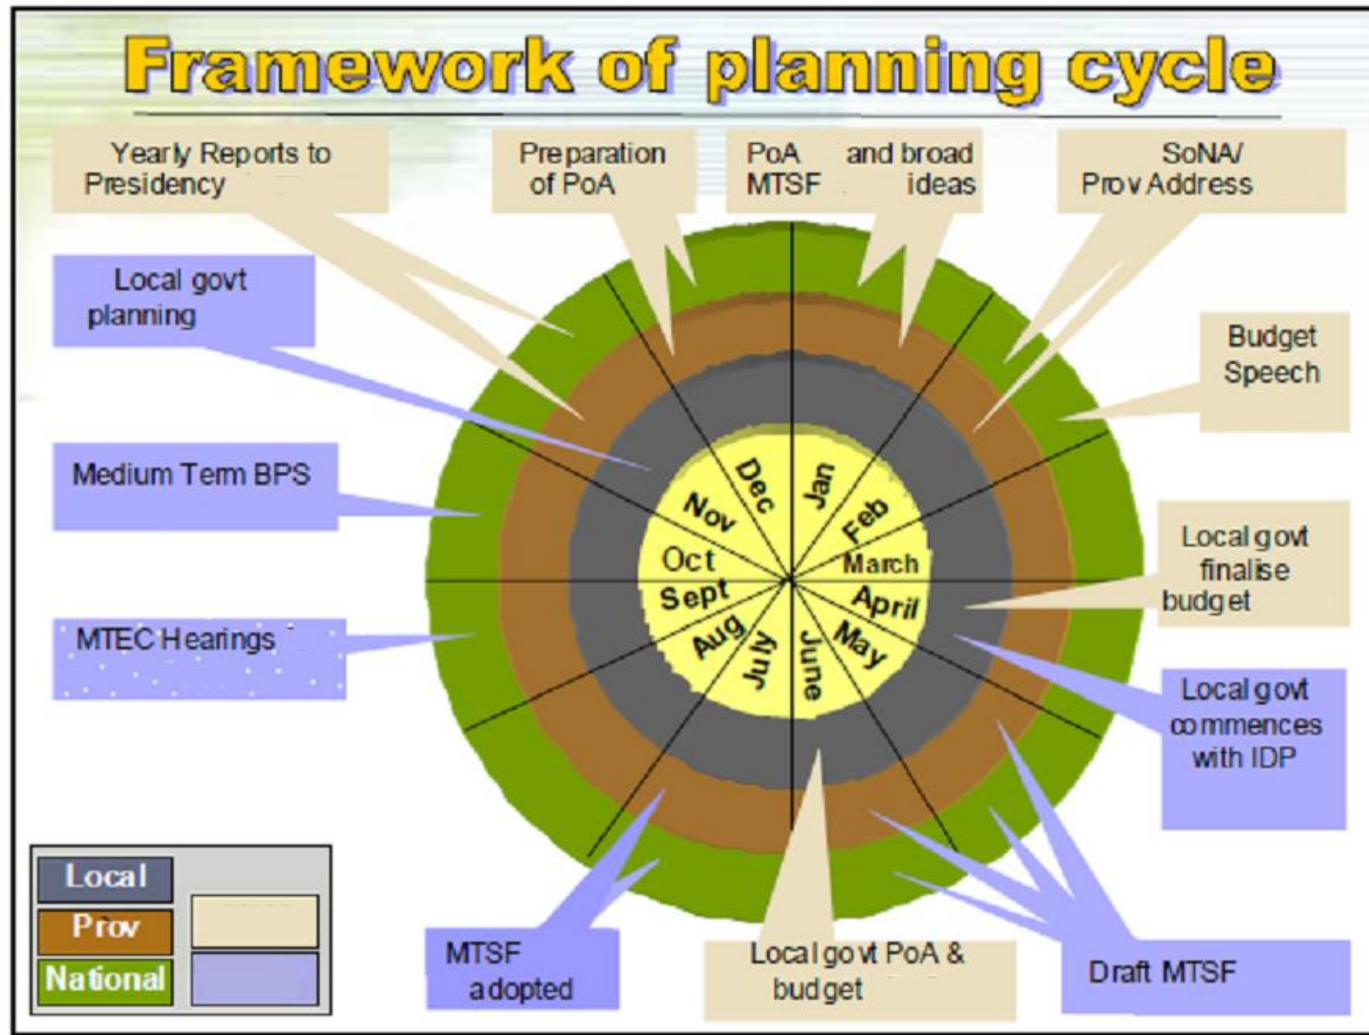 Framework of planning cycle
Yearly Reports to
Presidency
Preparation
of PoA
PoA and broad
MTSF ideas
SoNA/
Prov Address
Local govt
planning
Budget
Speech
Medium Term BPS
Local govt
finalise
budget
MTEC Hearings
Local govt
commences
with IDP
Jan
Feb
March
April
May
June
July
Aug
Sept
Oct
Nov
Dec
Local
Prov
National
MTSF
adopted
Local govt PoA &
budget
Draft MTSF